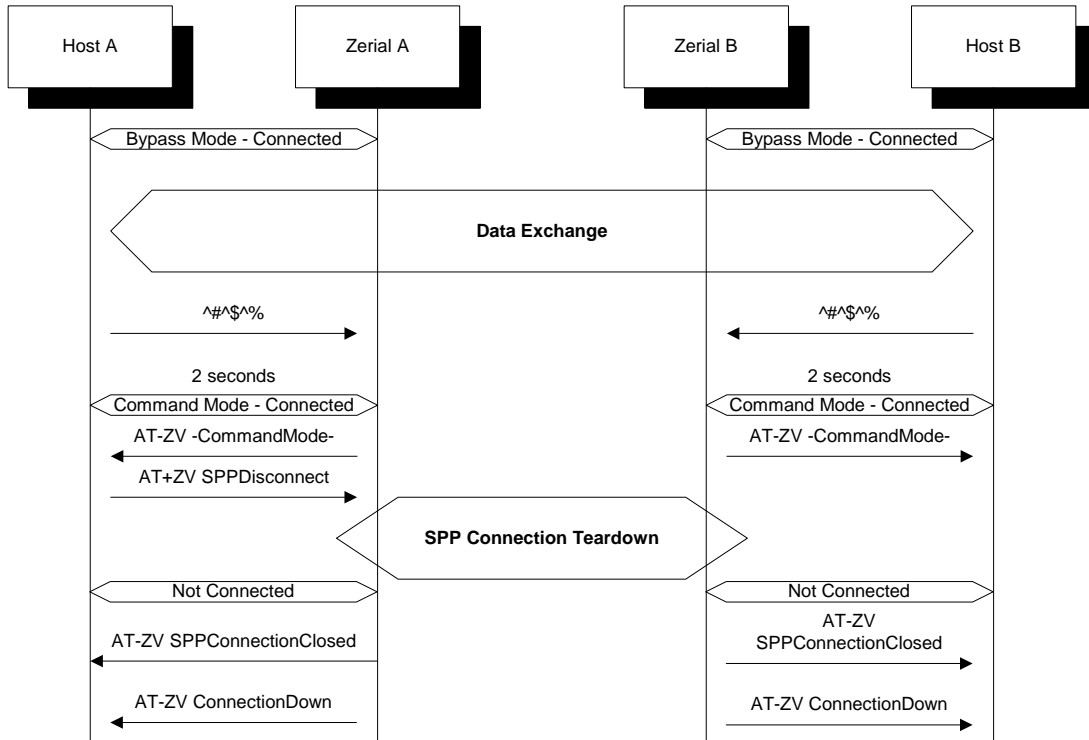 Host A
Zerial A
Zerial B
Host B
Bypass Mode - Connected
Bypass Mode - Connected
Data Exchange
^#^$^%
^#^$^%
2 seconds
2 seconds
Command Mode - Connected
Command Mode - Connected
AT-ZV -CommandMode-
AT-ZV -CommandMode-
AT+ZV SPPDisconnect
SPP Connection Teardown
Not Connected
Not Connected
AT-ZV SPPConnectionClosed
AT-ZV
SPPConnectionClosed
AT-ZV ConnectionDown
AT-ZV ConnectionDown